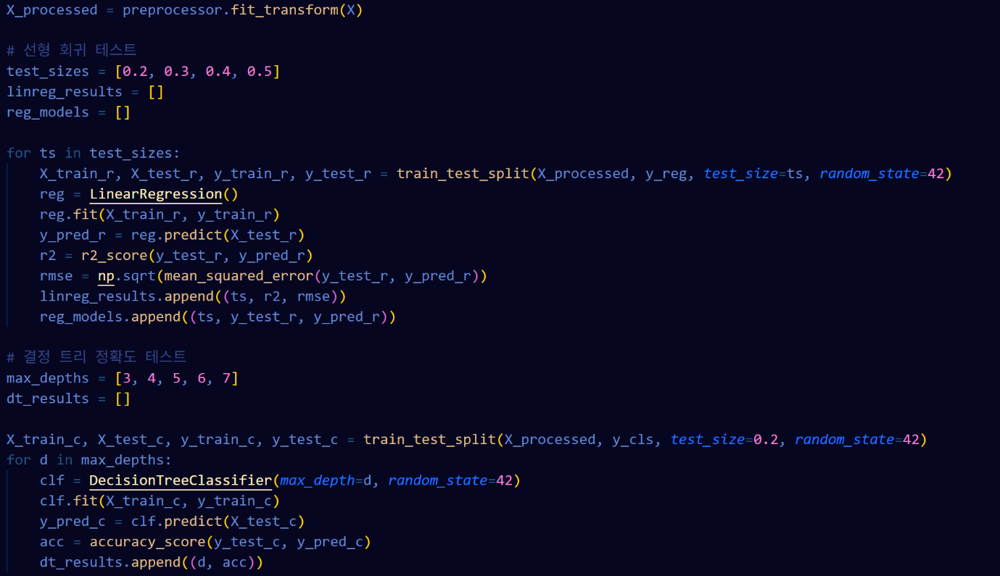 X_processed = preprocessor.fit_transform(X)
# 선형 회귀 테스트
test_sizes = [0.2, 0.3, 0.4, 0.5]
linreg_results = []
reg_models = []
for ts in test_sizes:
    X_train_r, X_test_r, y_train_r, y_test_r = train_test_split(X_processed, y_reg, test_size=ts, random_state=42)
    reg = LinearRegression()
    reg.fit(X_train_r, y_train_r)
    y_pred_r = reg.predict(X_test_r)
    r2 = r2_score(y_test_r, y_pred_r)
    rmse = np.sqrt(mean_squared_error(y_test_r, y_pred_r))
    linreg_results.append((ts, r2, rmse))
    reg_models.append((ts, y_test_r, y_pred_r))
# 결정 트리 정확도 테스트
max_depths = [3, 4, 5, 6, 7]
dt_results = []
X_train_c, X_test_c, y_train_c, y_test_c = train_test_split(X_processed, y_cls, test_size=0.2, random_state=42)
for d in max_depths:
    clf = DecisionTreeClassifier(max_depth=d, random_state=42)
    clf.fit(X_train_c, y_train_c)
    y_pred_c = clf.predict(X_test_c)
    acc = accuracy_score(y_test_c, y_pred_c)
    dt_results.append((d, acc))